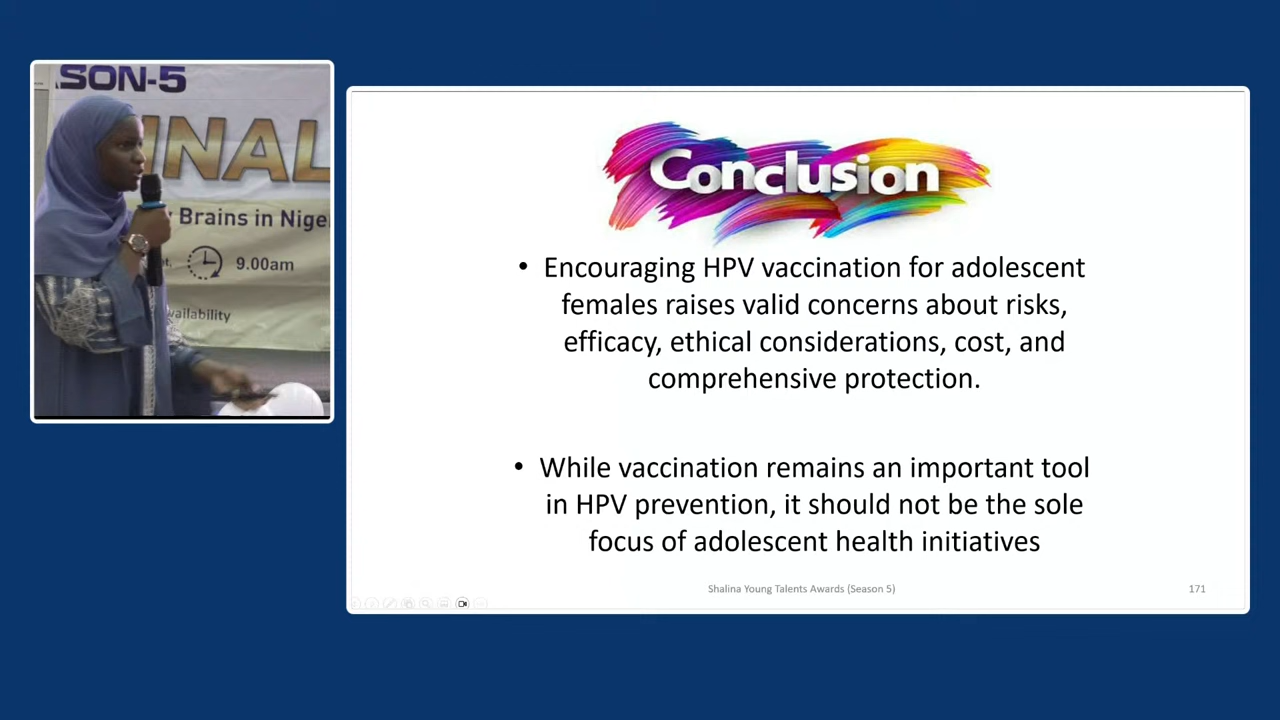 SON-5
INAL
Brains in Nige
9.00am
vailability
Conclusion
• Encouraging HPV vaccination for adolescent
females raises valid concerns about risks,
efficacy, ethical considerations, cost, and
comprehensive protection.
• While vaccination remains an important tool
in HPV prevention, it should not be the sole
focus of adolescent health initiatives
Shalina Young Talents Awards (Season 5)
171